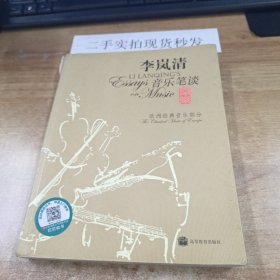 二手实拍现货秒发
李岚清
LI LANQING'S
Essays 音乐笔谈
on Music
欧洲经典音乐部分
The Classical Music of Europe
高等教育出版社